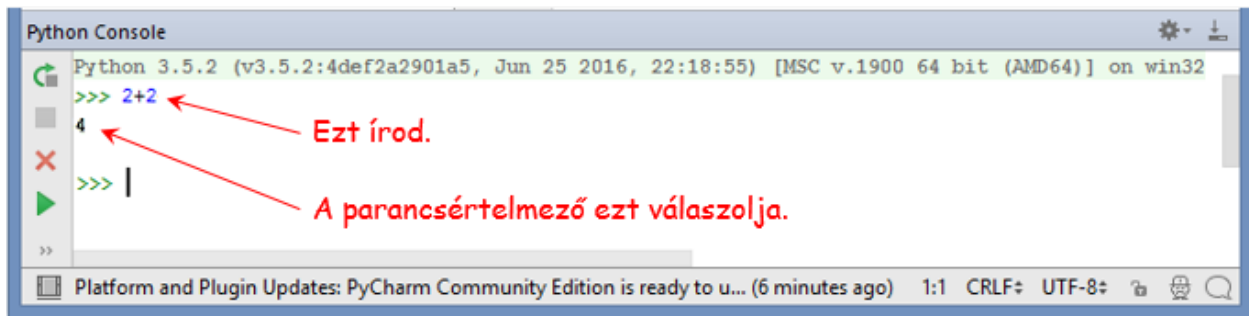 Python Console
Python 3.5.2 (v3.5.2:4def2a2901a5, Jun 25 2016, 22:18:55) [MSC v.1900 64 bit (AMD64)] on win32
>>> 2+2
Ezt írod.
4
>>>
A parancsértelmező ezt válaszolja.
Platform and Plugin Updates: PyCharm Community Edition is ready to u... (6 minutes ago) 1:1 CRLF UTF-8